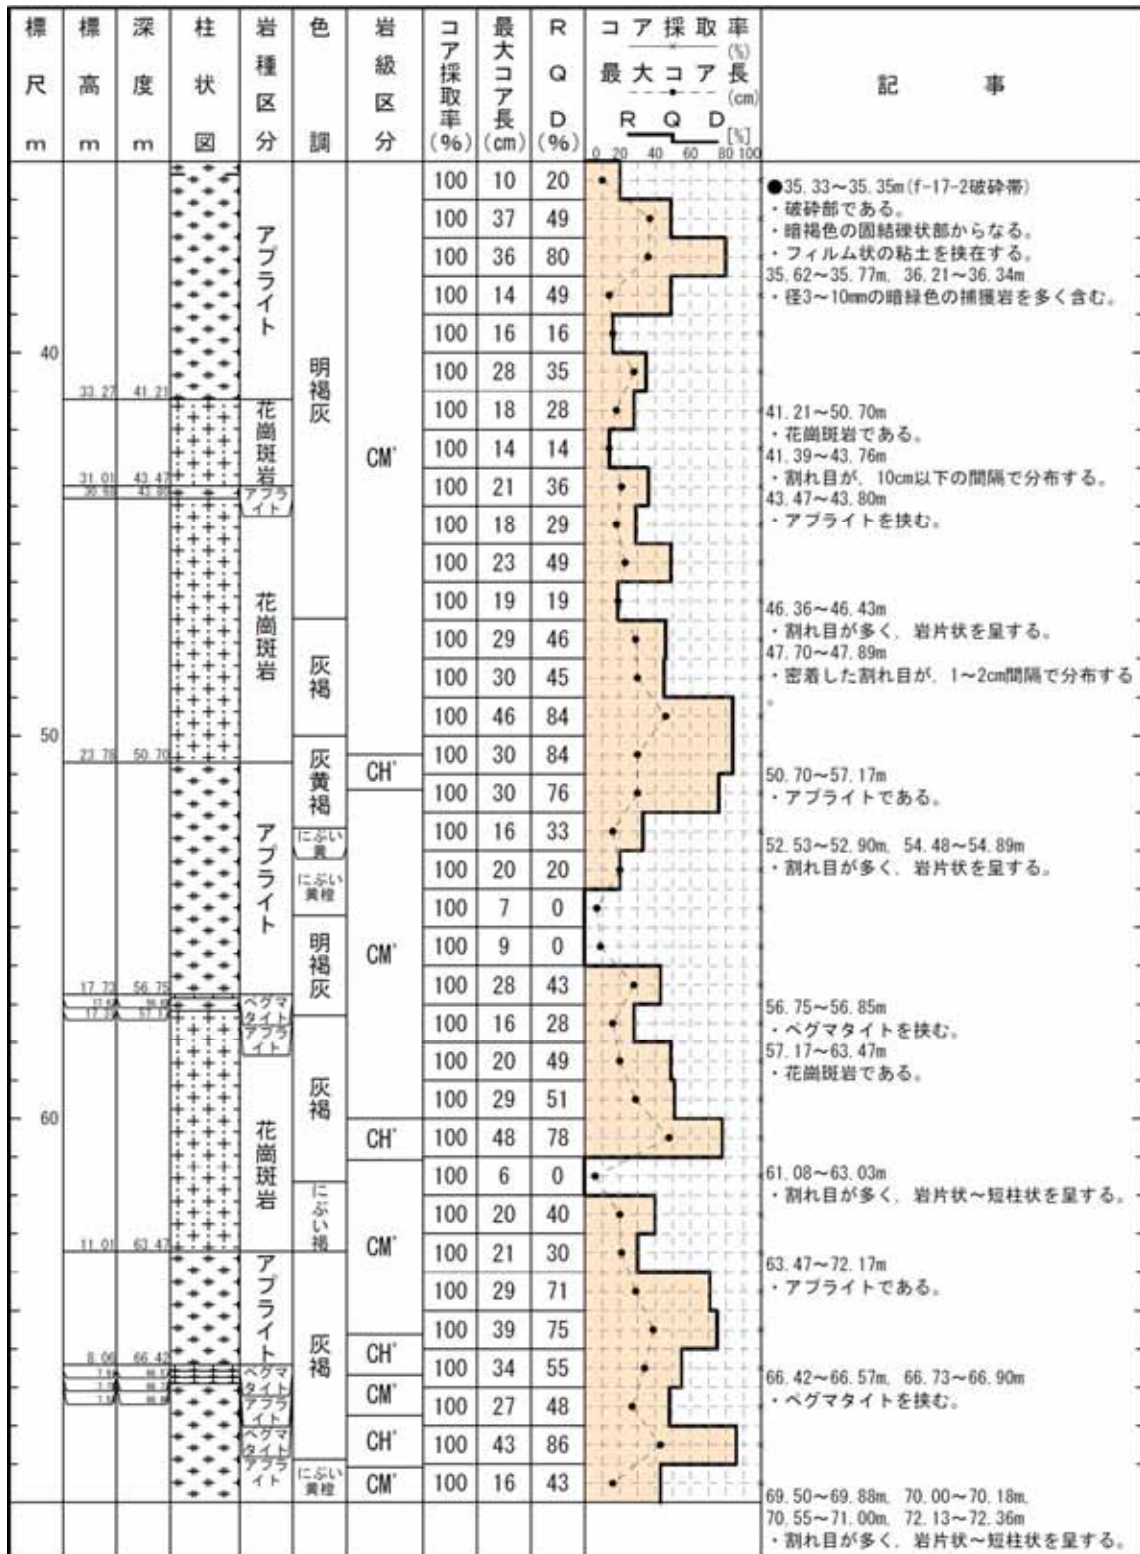 標尺 m
標高 m
深度 m
柱状図
岩種区分
色調
岩級区分
コア採取率(%)
最大コア長(cm)
RQD(%)
コア採取率(%)
最大コア長(cm)
RQD[%]
0 20 40 60 80 100
記事
100 10 20
100 37 49
100 36 80
100 14 49
100 16 16
100 28 35
100 18 28
100 14 14
100 21 36
100 18 29
100 23 49
100 19 19
100 29 46
100 30 45
100 46 84
100 30 84
100 30 76
100 16 33
100 20 20
100 7 0
100 9 0
100 28 43
100 16 28
100 20 49
100 29 51
100 48 78
100 6 0
100 20 40
100 21 30
100 29 71
100 39 75
100 34 55
100 27 48
100 43 86
100 16 43
40
50
60
33.27 41.21
31.01 43.47
23.78 50.70
17.73 56.75
11.01 63.47
8.06 66.42
アプライト
花崗斑岩
アプライト
花崗斑岩
アプライト
ペグマタイト
アプライト
花崗斑岩
アプライト
ペグマタイト
アプライト
ペグマタイト
アプライト
明褐灰
灰褐
灰黄褐
にぶい黄
にぶい黄橙
明褐灰
灰褐
にぶい褐
灰褐
にぶい黄橙
CM'
CH'
CM'
CH'
CM'
CH'
CM'
CH'
CM'
●35.33～35.35m(f-17-2破砕帯)
・破砕部である。
・暗褐色の固結礫状部からなる。
・フィルム状の粘土を挟在する。
35.62～35.77m, 36.21～36.34m
・径3～10mmの暗緑色の捕獲岩を多く含む。
41.21～50.70m
・花崗斑岩である。
41.39～43.76m
・割れ目が, 10cm以下の間隔で分布する。
43.47～43.80m
・アプライトを挟む。
46.36～46.43m
・割れ目が多く, 岩片状を呈する。
47.70～47.89m
・密着した割れ目が, 1～2cm間隔で分布する
。
50.70～57.17m
・アプライトである。
52.53～52.90m, 54.48～54.89m
・割れ目が多く, 岩片状を呈する。
56.75～56.85m
・ペグマタイトを挟む。
57.17～63.47m
・花崗斑岩である。
61.08～63.03m
・割れ目が多く, 岩片状～短柱状を呈する。
63.47～72.17m
・アプライトである。
66.42～66.57m, 66.73～66.90m
・ペグマタイトを挟む。
69.50～69.88m, 70.00～70.18m,
70.55～71.00m, 72.13～72.36m
・割れ目が多く, 岩片状～短柱状を呈する。